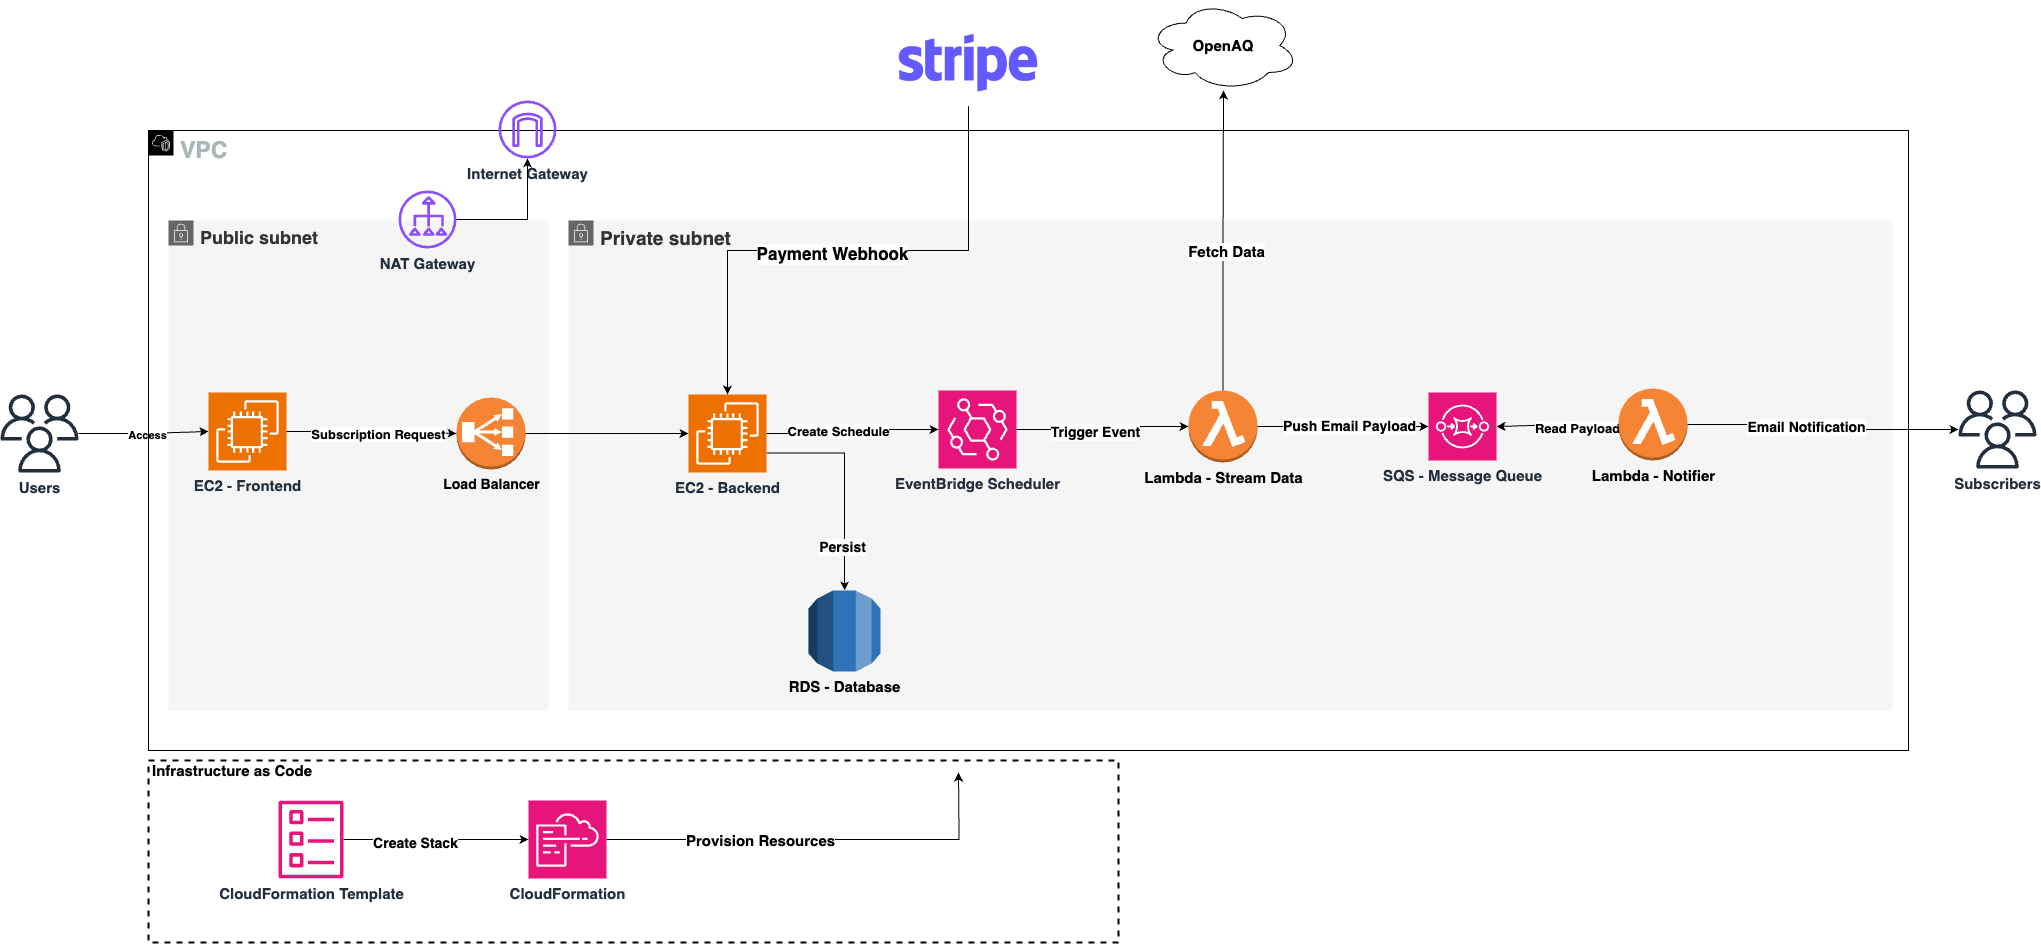 stripe
OpenAQ
VPC
Internet Gateway
Public subnet
NAT Gateway
Private subnet
Payment Webhook
Fetch Data
Users
Access
EC2 - Frontend
Subscription Request
Load Balancer
EC2 - Backend
Create Schedule
EventBridge Scheduler
Trigger Event
Lambda - Stream Data
Push Email Payload
SQS - Message Queue
Read Payload
Lambda - Notifier
Email Notification
Subscribers
Persist
RDS - Database
Infrastructure as Code
CloudFormation Template
Create Stack
CloudFormation
Provision Resources